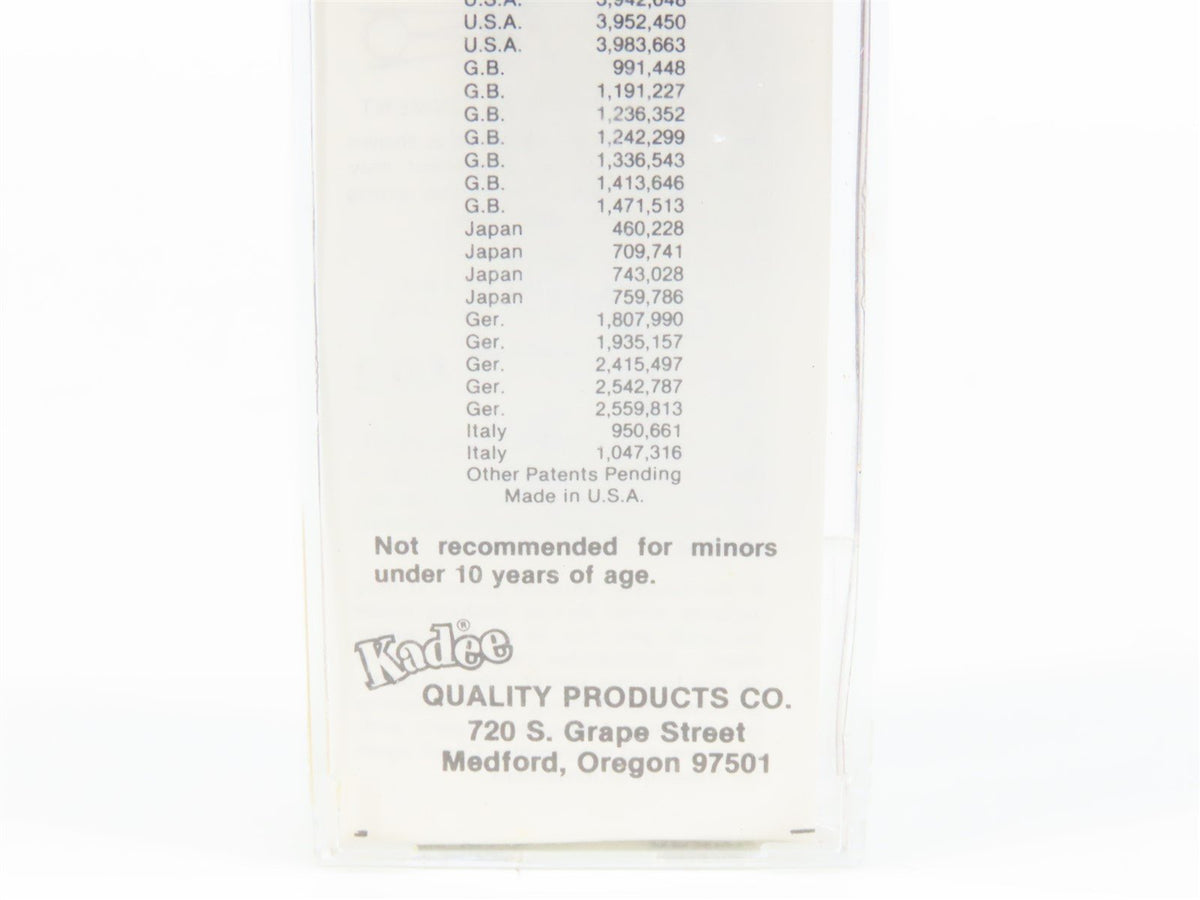 U.S.A. 3,942,648
U.S.A. 3,952,450
U.S.A. 3,983,663
G.B. 991,448
G.B. 1,191,227
G.B. 1,236,352
G.B. 1,242,299
G.B. 1,336,543
G.B. 1,413,646
G.B. 1,471,513
Japan 460,228
Japan 709,741
Japan 743,028
Japan 759,786
Ger. 1,807,990
Ger. 1,935,157
Ger. 2,415,497
Ger. 2,542,787
Ger. 2,559,813
Italy 950,661
Italy 1,047,316
Other Patents Pending
Made in U.S.A.
Not recommended for minors
under 10 years of age.
Kadee®
QUALITY PRODUCTS CO.
720 S. Grape Street
Medford, Oregon 97501